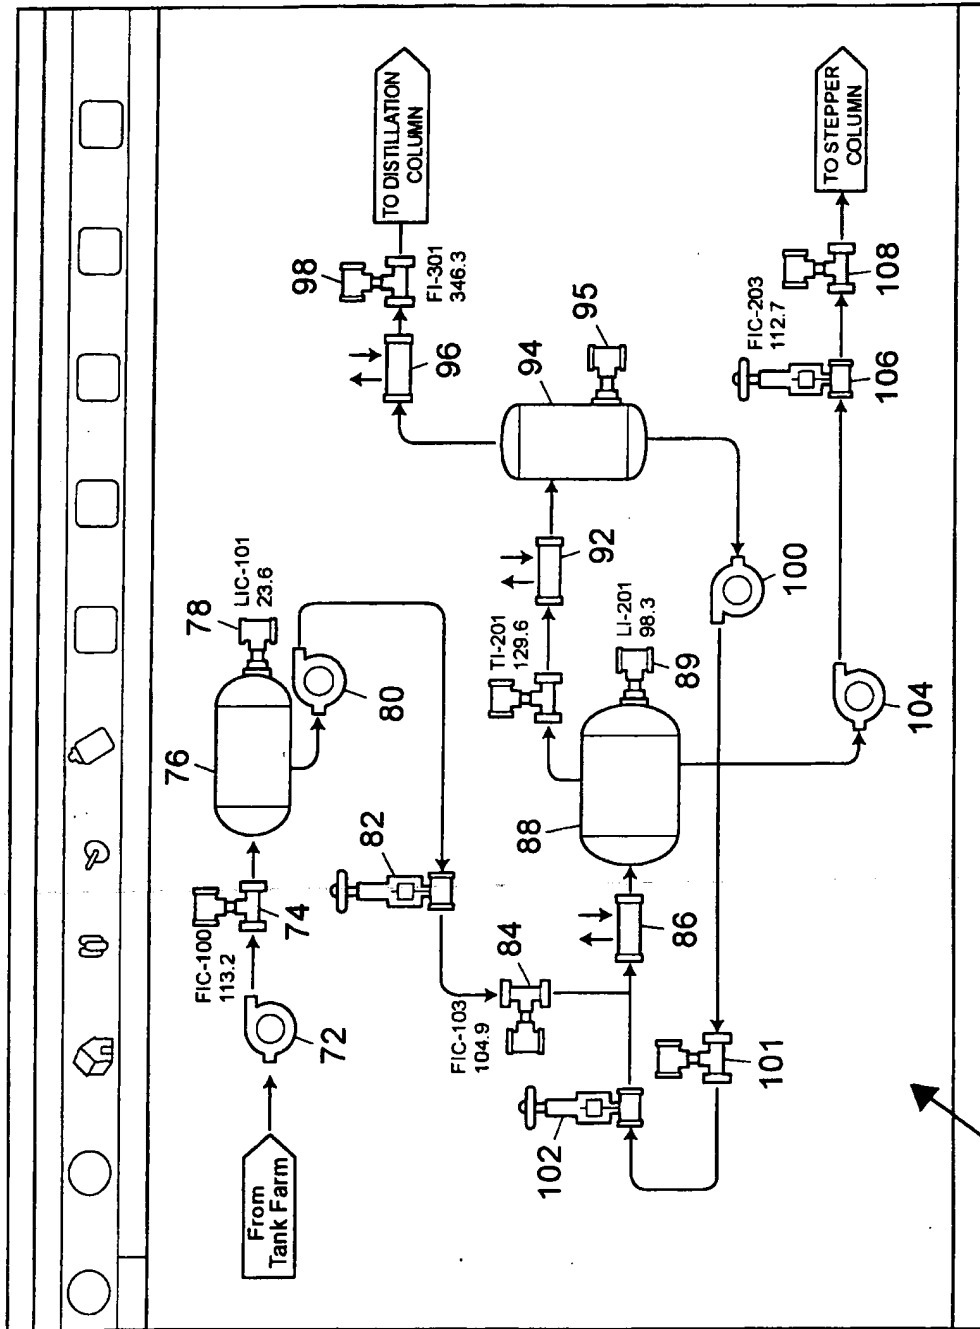 From
Tank Farm
72
FIC-100
113.2
74
76
78
LIC-101
23.6
80
82
FIC-103
104.9
84
102
101
86
88
LI-201
98.3
89
TI-201
129.6
92
94
95
96
98
FI-301
346.3
TO DISTILLATION
COLUMN
100
104
FIC-203
112.7
106
108
TO STEPPER
COLUMN